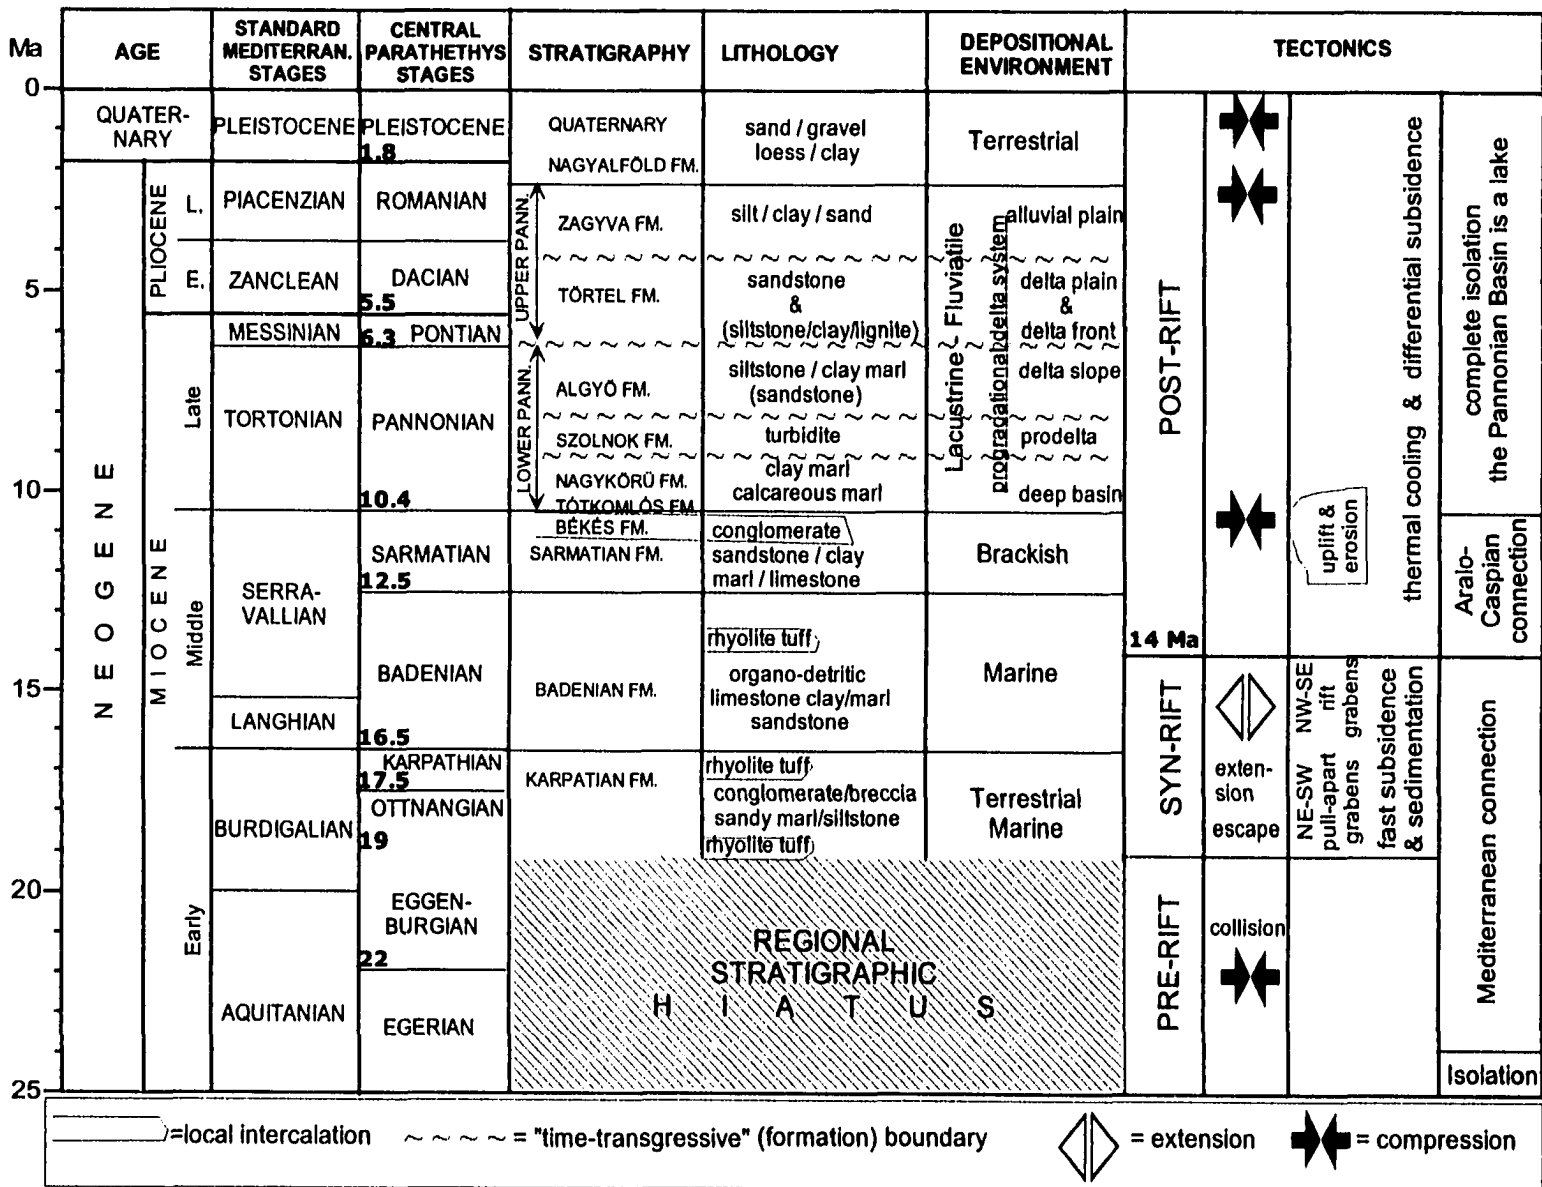 Ma
AGE
STANDARD
MEDITERRAN.
STAGES
CENTRAL
PARATHETHYS
STAGES
STRATIGRAPHY
LITHOLOGY
DEPOSITIONAL
ENVIRONMENT
TECTONICS
0
5
10
15
20
25
QUATER-
NARY
NEOGENE
PLIOCENE
L.
E.
MIOCENE
Late
Middle
Early
PLEISTOCENE
PIACENZIAN
ZANCLEAN
MESSINIAN
TORTONIAN
SERRA-
VALLIAN
LANGHIAN
BURDIGALIAN
AQUITANIAN
PLEISTOCENE
1.8
ROMANIAN
DACIAN
5.5
6.3 PONTIAN
PANNONIAN
10.4
SARMATIAN
12.5
BADENIAN
16.5
KARPATHIAN
17.5
OTTNANGIAN
19
EGGEN-
BURGIAN
22
EGERIAN
QUATERNARY
NAGYALFÖLD FM.
UPPER PANN.
ZAGYVA FM.
TÖRTEL FM.
LOWER PANN.
ALGYÖ FM.
SZOLNOK FM.
NAGYKÖRÜ FM.
TÓTKOMLÓS FM.
BÉKÉS FM.
SARMATIAN FM.
BADENIAN FM.
KARPATIAN FM.
sand / gravel
loess / clay
silt / clay / sand
sandstone
&
(siltstone/clay/lignite)
siltstone / clay marl
(sandstone)
turbidite
clay marl
calcareous marl
conglomerate
sandstone / clay
marl / limestone
rhyolite tuff
organo-detritic
limestone clay/marl
sandstone
rhyolite tuff
conglomerate/breccia
sandy marl/siltstone
rhyolite tuff
REGIONAL
STRATIGRAPHIC
HIATUS
Terrestrial
Lacustrine - Fluviatile
progradational delta system
alluvial plain
delta plain
&
delta front
delta slope
prodelta
deep basin
Brackish
Marine
Terrestrial
Marine
POST-RIFT
14 Ma
SYN-RIFT
PRE-RIFT
exten-
sion
escape
collision
uplift &
erosion
NE-SW
pull-apart
grabens
NW-SE
rift
grabens
thermal cooling & differential subsidence
fast subsidence
& sedimentation
complete isolation
the Pannonian Basin is a lake
Aralo-
Caspian
connection
Mediterranean connection
Isolation
=local intercalation
= "time-transgressive" (formation) boundary
= extension
= compression